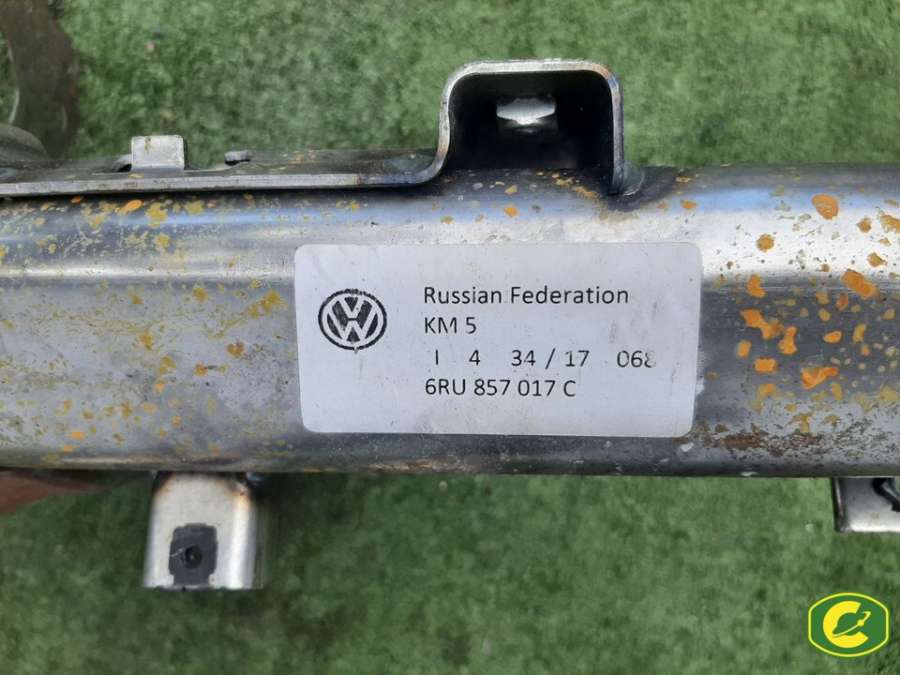 Russian Federation
KM 5
I 4 34 / 17 068
6RU 857 017 C